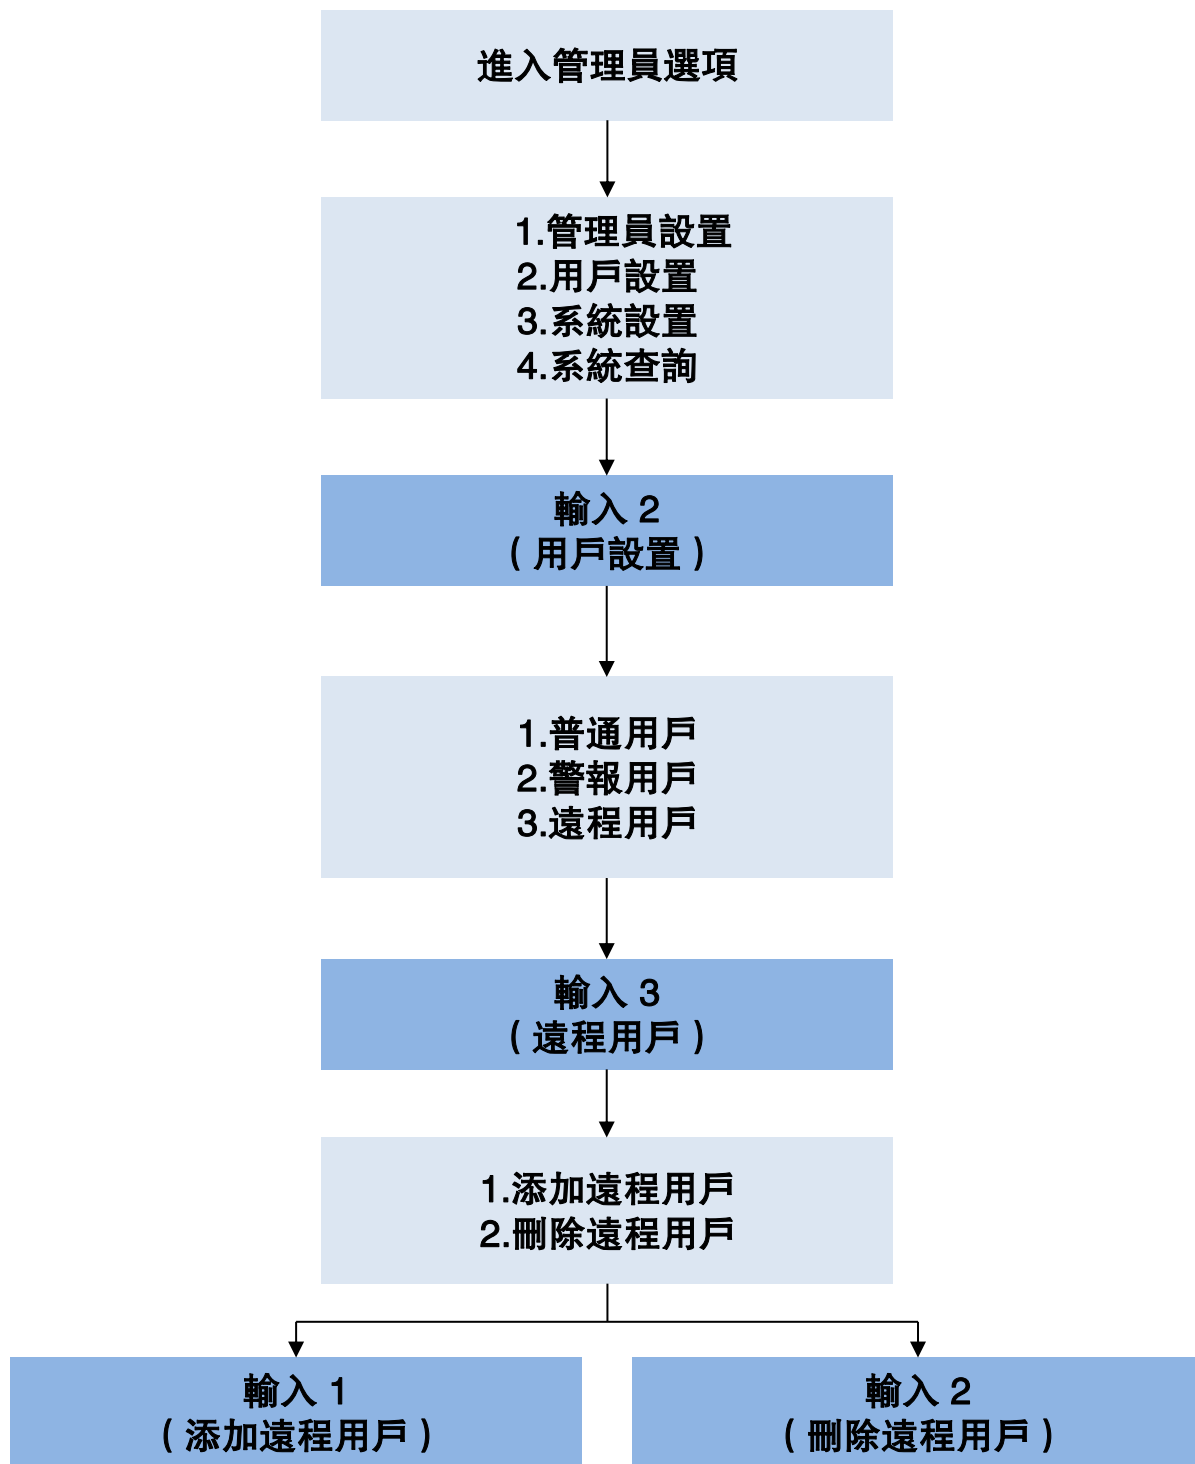 進入管理員選項
1.管理員設置
2.用戶設置
3.系統設置
4.系統查詢
輸入 2
(用戶設置)
1.普通用戶
2.警報用戶
3.遠程用戶
輸入 3
(遠程用戶)
1.添加遠程用戶
2.刪除遠程用戶
輸入 1
(添加遠程用戶)
輸入 2
(刪除遠程用戶)